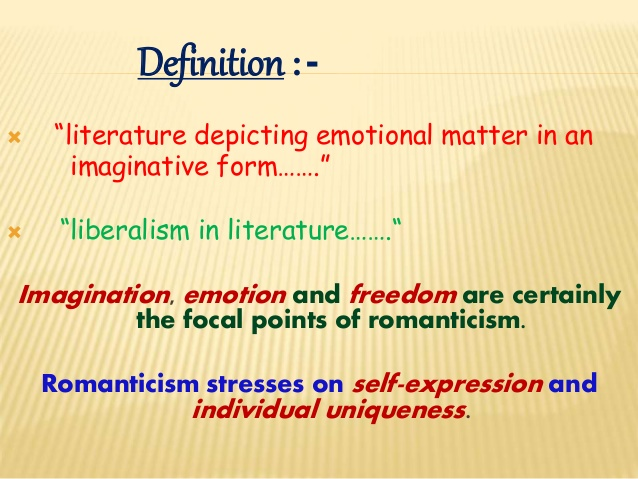 Definition :-
“literature depicting emotional matter in an
imaginative form.......”
“liberalism in literature.......“
Imagination, emotion and freedom are certainly
the focal points of romanticism.
Romanticism stresses on self-expression and
individual uniqueness.